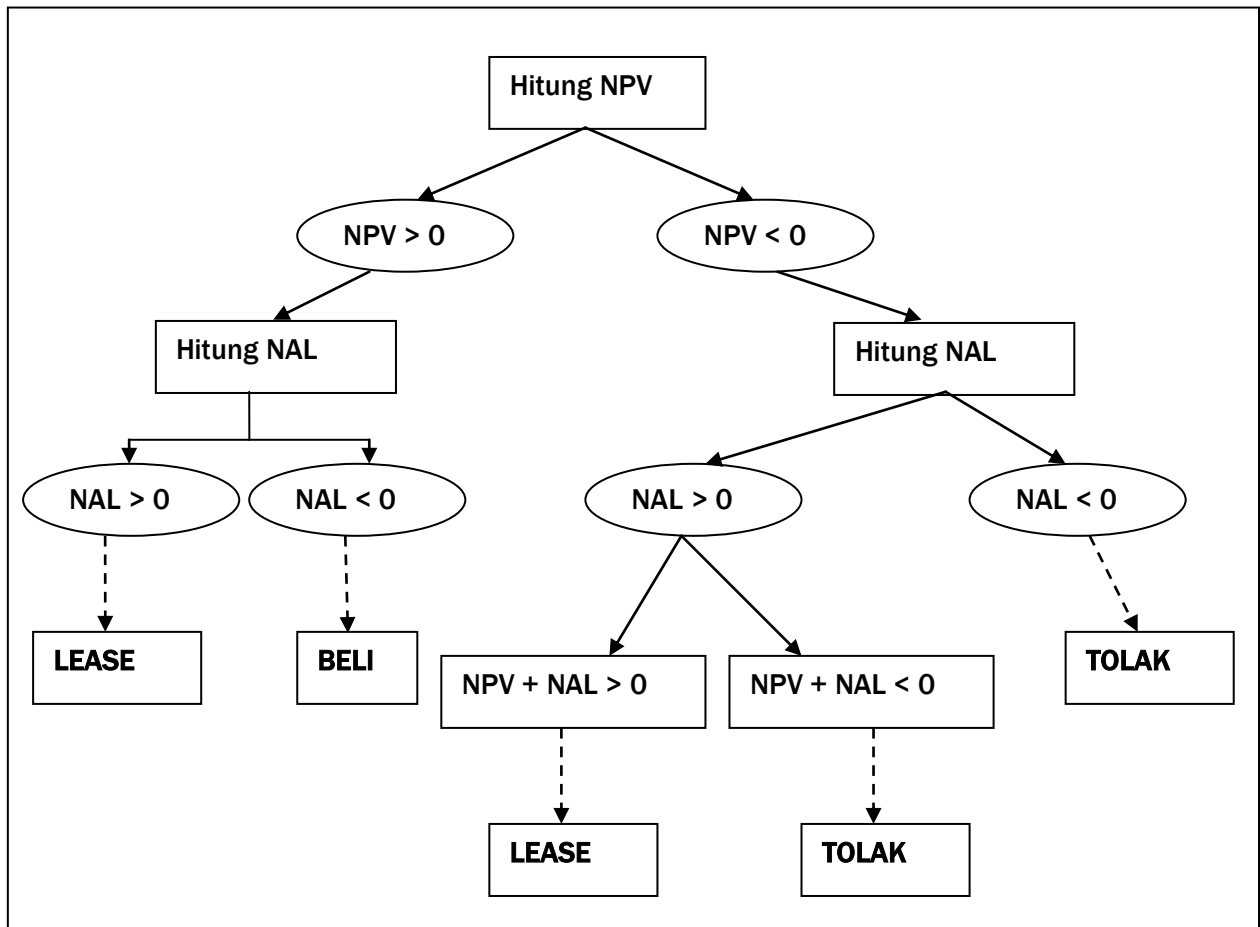 Hitung NPV
NPV > 0
NPV < 0
Hitung NAL
Hitung NAL
NAL > 0
NAL < 0
NAL > 0
NAL < 0
LEASE
BELI
NPV + NAL > 0
NPV + NAL < 0
TOLAK
LEASE
TOLAK